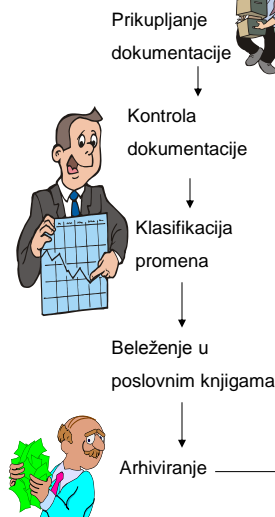 Prikupljanje
dokumentacije
Kontrola
dokumentacije
Klasifikacija
promena
Beleženje u
poslovnim knjigama
Arhiviranje